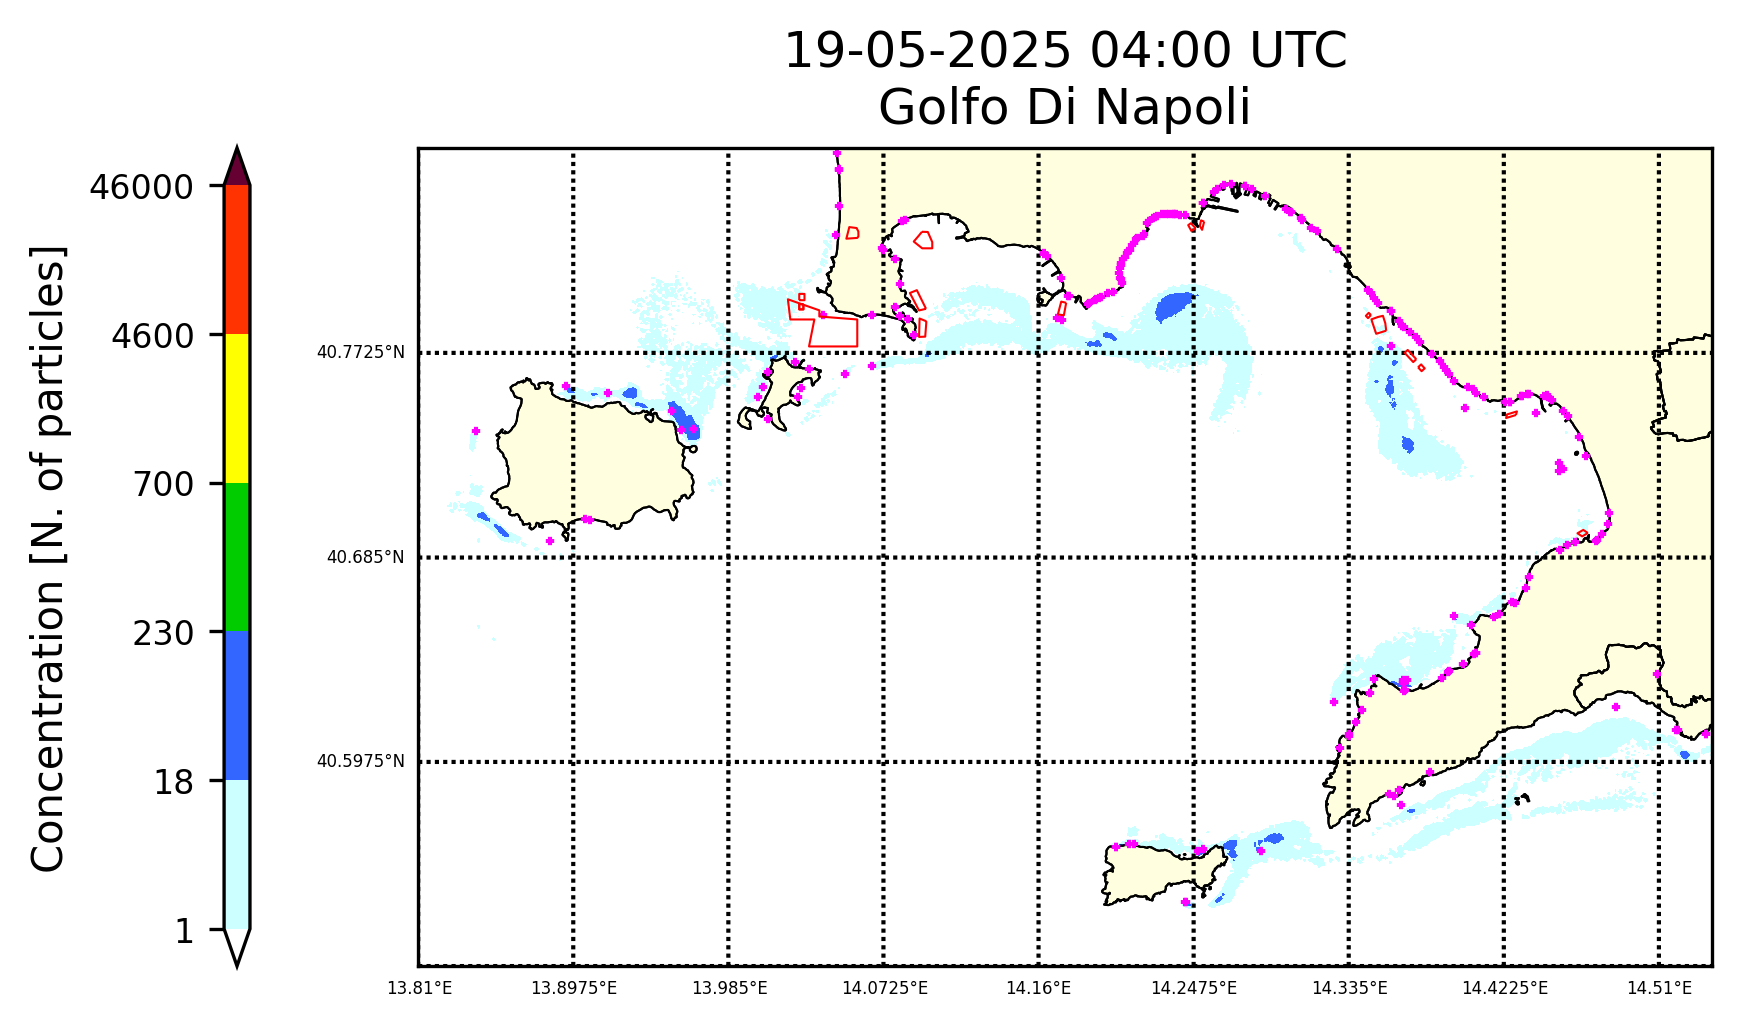 19-05-2025 04:00 UTC
Golfo Di Napoli
Concentration [N. of particles]
46000
4600
700
230
18
1
40.7725°N
40.685°N
40.5975°N
13.81°E
13.8975°E
13.985°E
14.0725°E
14.16°E
14.2475°E
14.335°E
14.4225°E
14.51°E